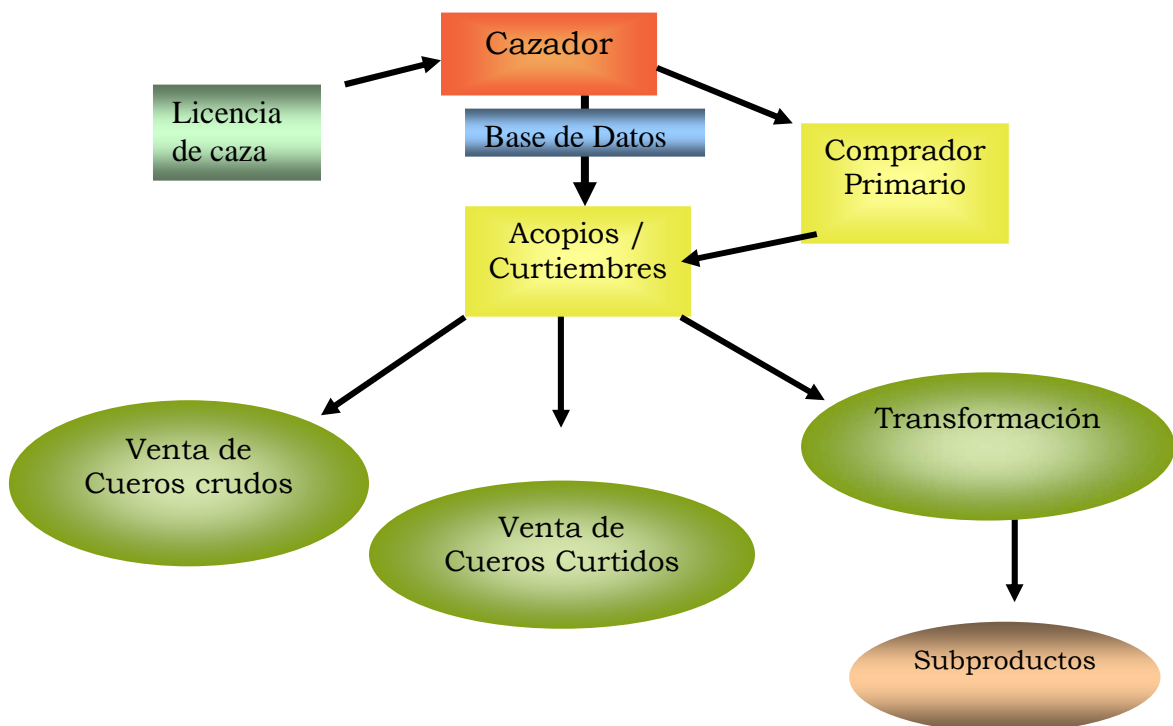 Cazador
Licencia
de caza
Base de Datos
Comprador
Primario
Acopios /
Curtiembres
Venta de
Cueros crudos
Venta de
Cueros Curtidos
Transformación
Subproductos